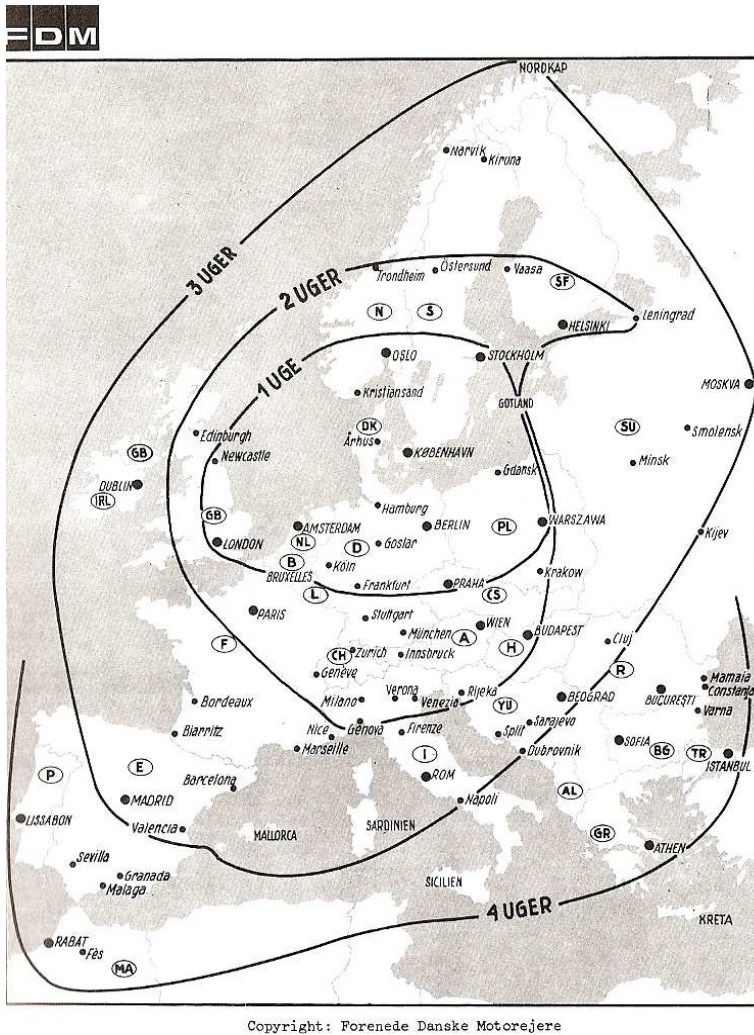 FDM
NORDKAP
Narvik
Kiruna
3 UGER
2 UGER
Trondheim
Östersund
Vaasa
SF
N
S
HELSINKI
Leningrad
1 UGE
OSLO
STOCKHOLM
MOSKVA
Kristiansand
GOTLAND
Edinburgh
DK
Århus
SU
Smolensk
GB
Newcastle
KØBENHAVN
Gdansk
Minsk
DUBLIN
IRL
Hamburg
GB
AMSTERDAM
BERLIN
PL
WARSZAWA
Kijev
LONDON
NL
D
Goslar
B
BRUXELLES
Köln
L
Frankfurt
PRAHA
ČS
Krakow
PARIS
Stuttgart
München
WIEN
A
H
BUDAPEST
Cluj
F
CH
Zurich
Innsbruck
R
Genève
Mamaia
Constanja
Bordeaux
Milano
Verona
Venezia
Rijeka
YU
BEOGRAD
BUCUREȘTI
Varna
Biarritz
Nice
Genova
Firenze
Split
Sarajevo
SOFIA
BG
TR
ISTANBUL
Marseille
Dubrovnik
P
E
I
ROM
Barcelona
AL
MADRID
Napoli
LISSABON
Valencia
MALLORCA
SARDINIEN
GR
ATHEN
Sevilla
Granada
Malaga
SICILIEN
4 UGER
KRETA
RABAT
Fès
MA
Copyright: Forenede Danske Motorejere